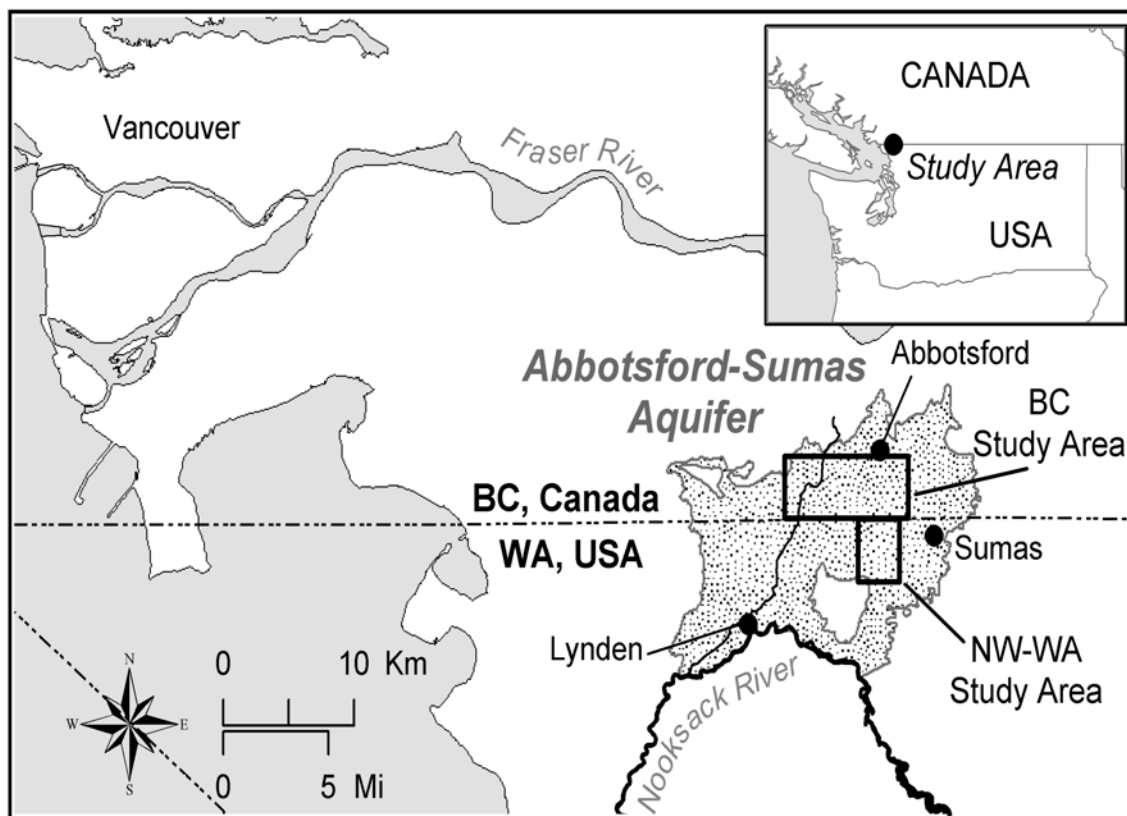 CANADA
Study Area
USA
Vancouver
Fraser River
Abbotsford-Sumas
Aquifer
Abbotsford
BC
Study Area
BC, Canada
WA, USA
Sumas
Lynden
NW-WA
Study Area
Nooksack River
N
W
E
S
0
10 Km
0
5 Mi